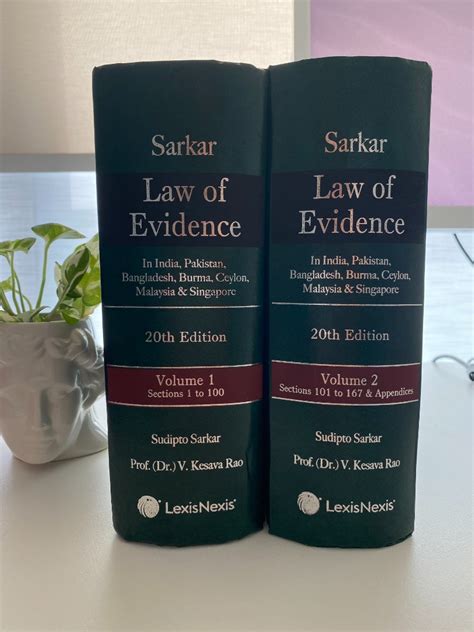 Sarkar
Law of
Evidence
In India, Pakistan,
Bangladesh, Burma, Ceylon,
Malaysia & Singapore
20th Edition
Volume 1
Sections 1 to 100
Sudipto Sarkar
Prof. (Dr.) V. Kesava Rao
LexisNexis®
Sarkar
Law of
Evidence
In India, Pakistan,
Bangladesh, Burma, Ceylon,
Malaysia & Singapore
20th Edition
Volume 2
Sections 101 to 167 & Appendices
Sudipto Sarkar
Prof. (Dr.) V. Kesava Rao
LexisNexis®